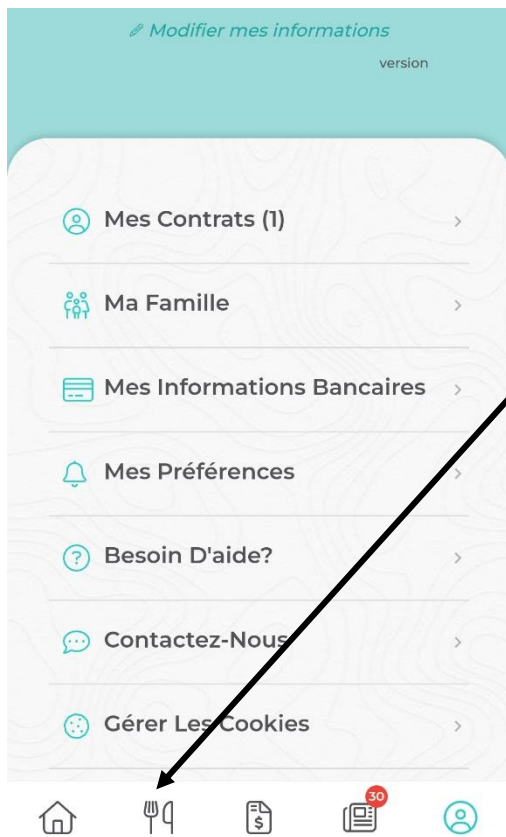 Modifier mes informations
version
Mes Contrats (1)
Ma Famille
Mes Informations Bancaires
Mes Préférences
Besoin D'aide?
Contactez-Nous
Gérer Les Cookies
30